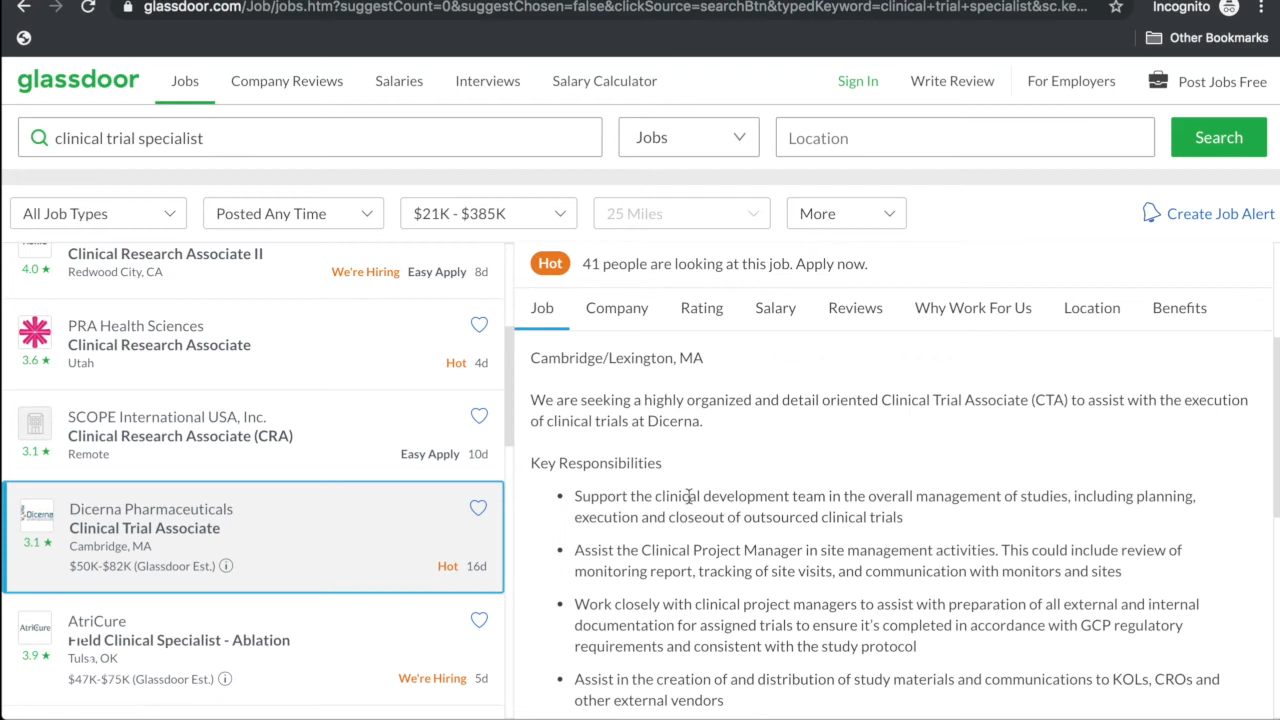 glassdoor.com/Job/jobs.htm?suggestCount=0&suggestChosen=false&clickSource=searchBtn&typedKeyword=clinical+trial+specialist&sc.ke...
Incognito
Other Bookmarks
glassdoor
Jobs
Company Reviews
Salaries
Interviews
Salary Calculator
Sign In
Write Review
For Employers
Post Jobs Free
clinical trial specialist
Jobs
Location
Search
All Job Types
Posted Any Time
$21K - $385K
25 Miles
More
Create Job Alert
Clinical Research Associate II
4.0 ★
Redwood City, CA
We're Hiring Easy Apply 8d
PRA Health Sciences
Clinical Research Associate
3.6 ★
Utah
Hot 4d
SCOPE International USA, Inc.
Clinical Research Associate (CRA)
3.1 ★
Remote
Easy Apply 10d
Dicerna
Dicerna Pharmaceuticals
Clinical Trial Associate
3.1 ★
Cambridge, MA
$50K-$82K (Glassdoor Est.)
Hot 16d
AtriCure
AtriCure
Field Clinical Specialist - Ablation
3.9 ★
Tulsa, OK
$47K-$75K (Glassdoor Est.)
We're Hiring 5d
Hot 41 people are looking at this job. Apply now.
Job
Company
Rating
Salary
Reviews
Why Work For Us
Location
Benefits
Cambridge/Lexington, MA
We are seeking a highly organized and detail oriented Clinical Trial Associate (CTA) to assist with the execution
of clinical trials at Dicerna.
Key Responsibilities
• Support the clinical development team in the overall management of studies, including planning,
execution and closeout of outsourced clinical trials
• Assist the Clinical Project Manager in site management activities. This could include review of
monitoring report, tracking of site visits, and communication with monitors and sites
• Work closely with clinical project managers to assist with preparation of all external and internal
documentation for assigned trials to ensure it's completed in accordance with GCP regulatory
requirements and consistent with the study protocol
• Assist in the creation of and distribution of study materials and communications to KOLs, CROs and
other external vendors